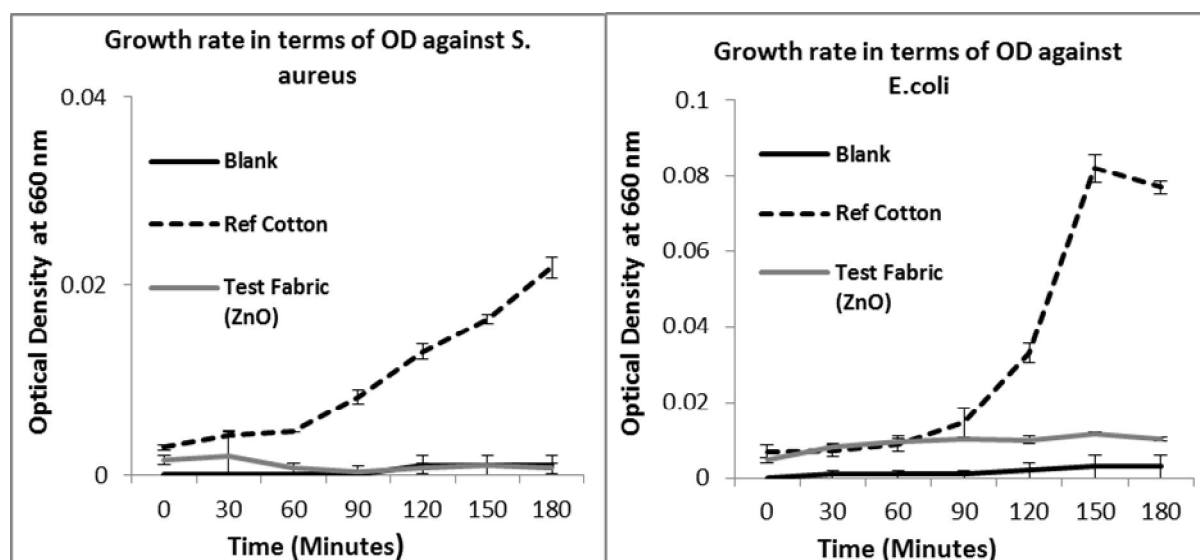 Growth rate in terms of OD against S.
aureus
Optical Density at 660 nm
0.04
0.02
0
Blank
Ref Cotton
Test Fabric
(ZnO)
0 30 60 90 120 150 180
Time (Minutes)
Growth rate in terms of OD against
E.coli
Optical Density at 660 nm
0.1
0.08
0.06
0.04
0.02
0
Blank
Ref Cotton
Test Fabric
(ZnO)
0 30 60 90 120 150 180
Time (Minutes)